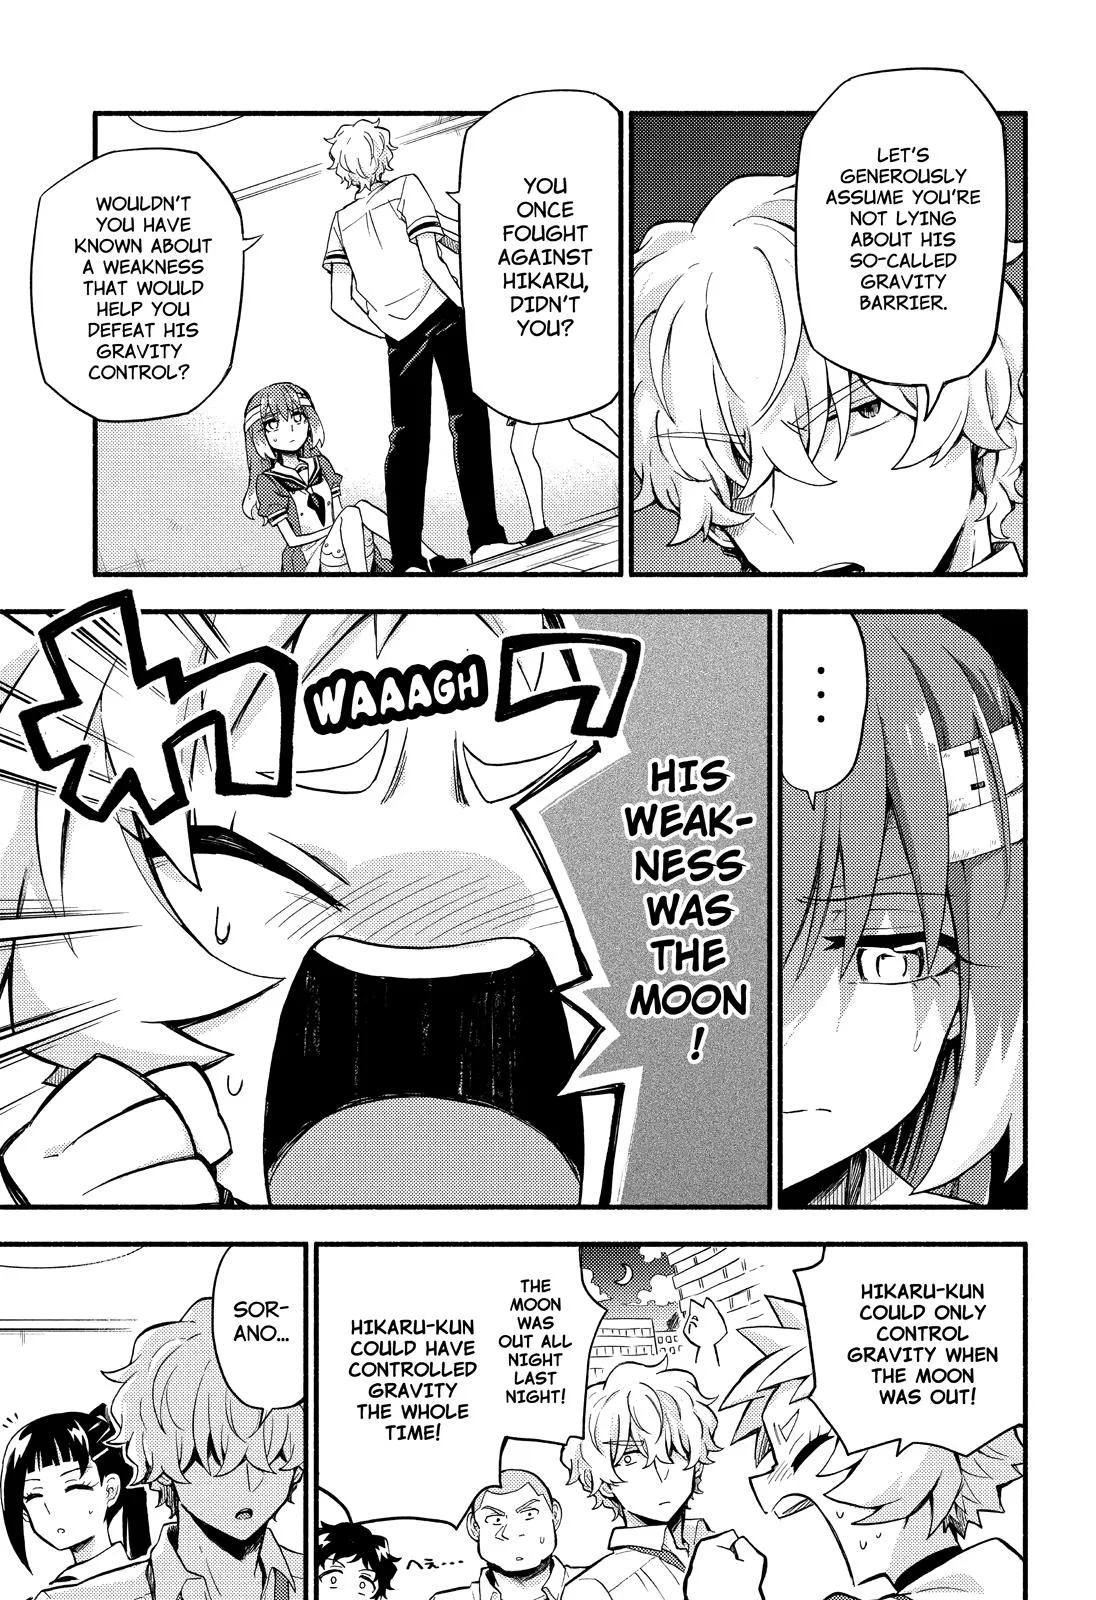 LET'S
GENEROUSLY
ASSUME YOU'RE
NOT LYING
ABOUT HIS
SO-CALLED
GRAVITY
BARRIER.
YOU
ONCE
FOUGHT
AGAINST
HIKARU,
DIDN'T
YOU?
WOULDN'T
YOU HAVE
KNOWN ABOUT
A WEAKNESS
THAT WOULD
HELP YOU
DEFEAT HIS
GRAVITY
CONTROL?
...
HIS
WEAK-
NESS
WAS
THE
MOON
!
WAAAGH
HIKARU-KUN
COULD ONLY
CONTROL
GRAVITY WHEN
THE MOON
WAS OUT!
THE
MOON
WAS
OUT ALL
NIGHT
LAST
NIGHT!
HIKARU-KUN
COULD HAVE
CONTROLLED
GRAVITY
THE WHOLE
TIME!
へぇ....
SOR-
ANO...